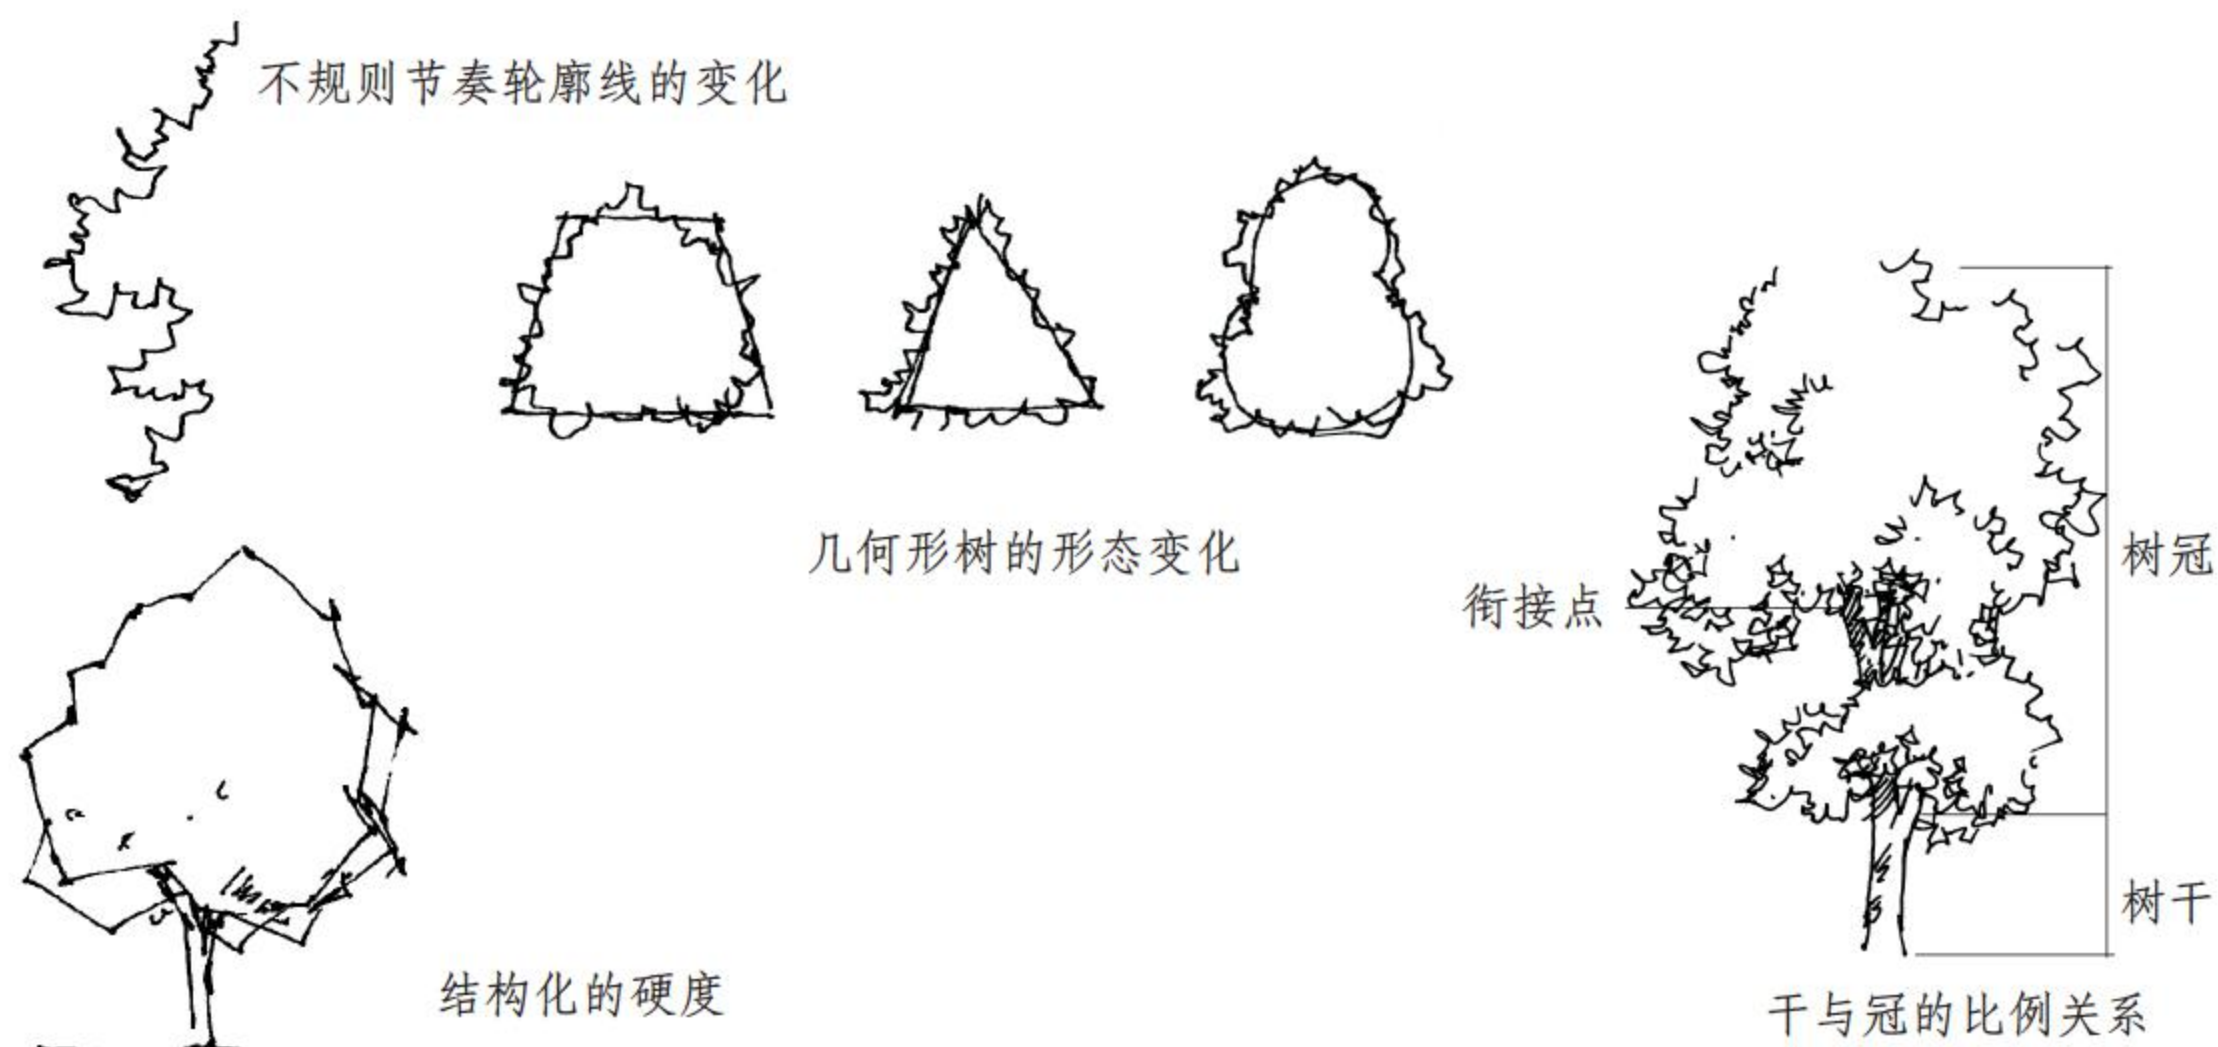 不规则节奏轮廓线的变化
几何形树的形态变化
树冠
衔接点
树干
结构化的硬度
干与冠的比例关系